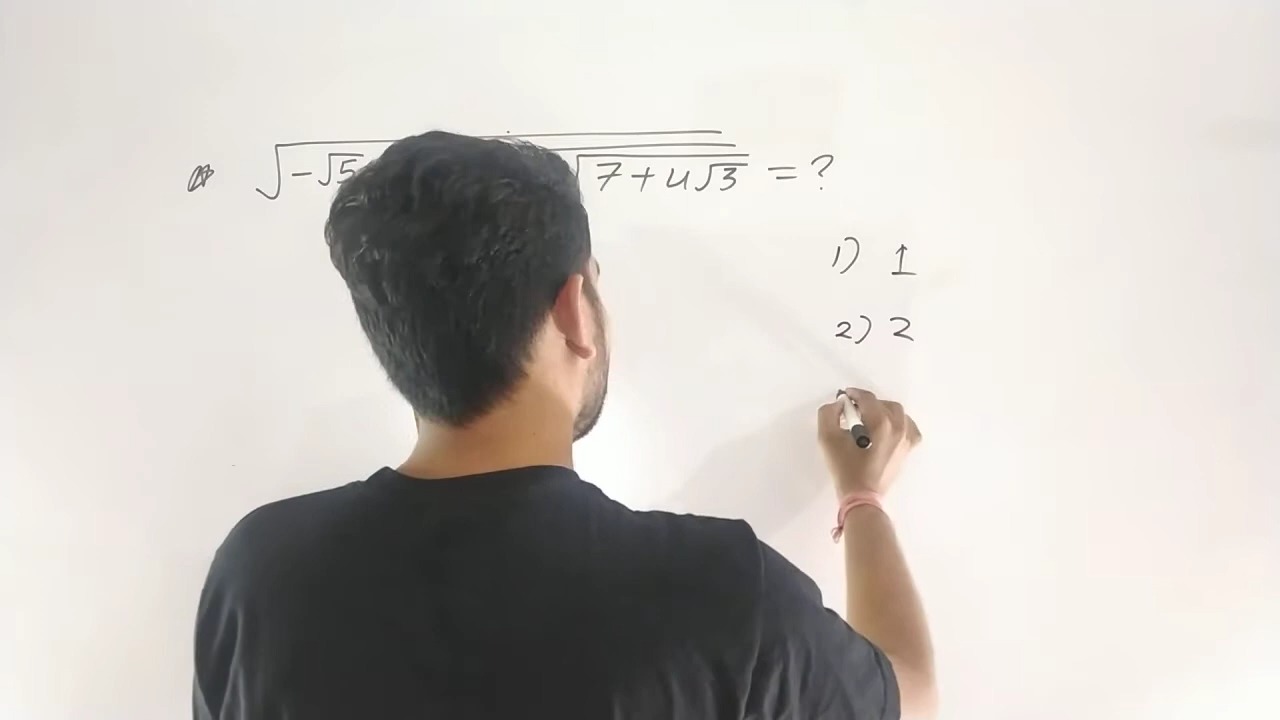 √-√5 √7+4√3 = ?
1) 1
2) 2